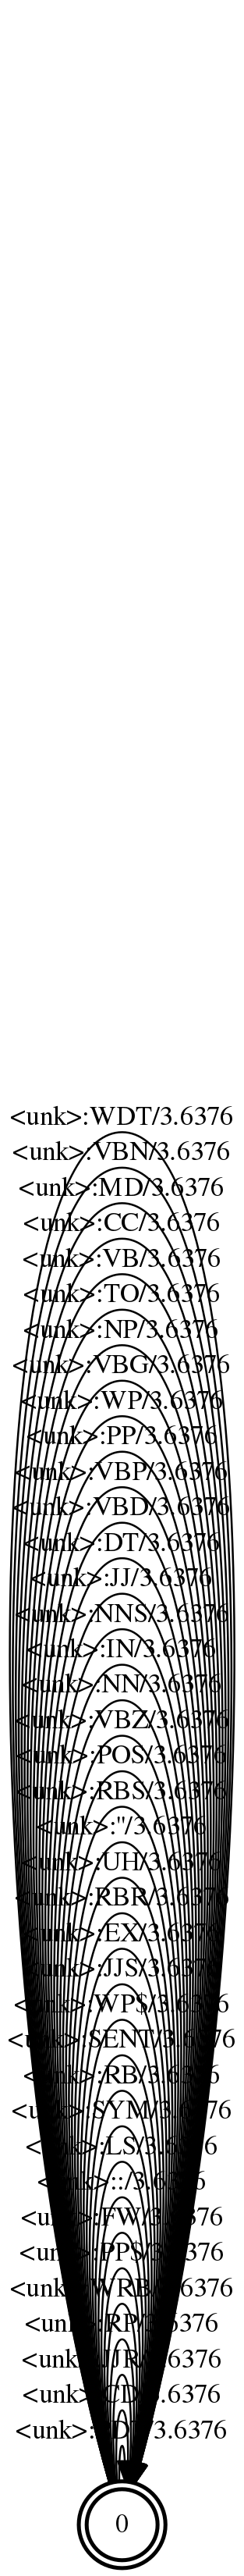 <unk>:WDT/3.6376
<unk>:VBN/3.6376
<unk>:MD/3.6376
<unk>:CC/3.6376
<unk>:VB/3.6376
<unk>:TO/3.6376
<unk>:NP/3.6376
<unk>:VBG/3.6376
<unk>:WP/3.6376
<unk>:PP/3.6376
<unk>:VBP/3.6376
<unk>:VBD/3.6376
<unk>:DT/3.6376
<unk>:JJ/3.6376
<unk>:NNS/3.6376
<unk>:IN/3.6376
<unk>:NN/3.6376
<unk>:VBZ/3.6376
<unk>:POS/3.6376
<unk>:RBS/3.6376
<unk>:''/3.6376
<unk>:UH/3.6376
<unk>:RBR/3.6376
<unk>:EX/3.6376
<unk>:JJS/3.6376
<unk>:WP$/3.6376
<unk>:SENT/3.6376
<unk>:RB/3.6376
<unk>:SYM/3.6376
<unk>:LS/3.6376
<unk>::/3.6376
<unk>:FW/3.6376
<unk>:PP$/3.6376
<unk>:WRB/3.6376
<unk>:RP/3.6376
<unk>:JJR/3.6376
<unk>:CD/3.6376
0